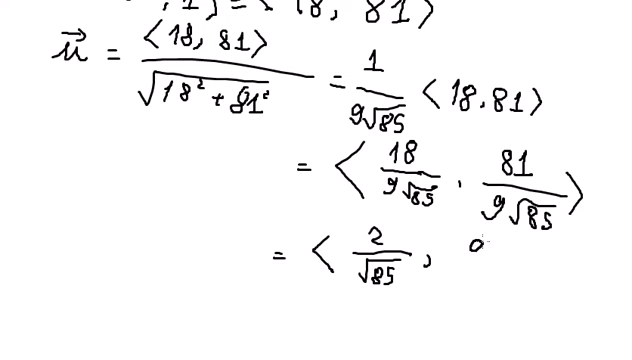 , 1) = ⟨18, 81⟩
u⃗ = ⟨18, 81⟩ / √(18² + 81²) = 1/(9√85) ⟨18, 81⟩
= ⟨18/(9√85), 81/(9√85)⟩
= ⟨2/√85,